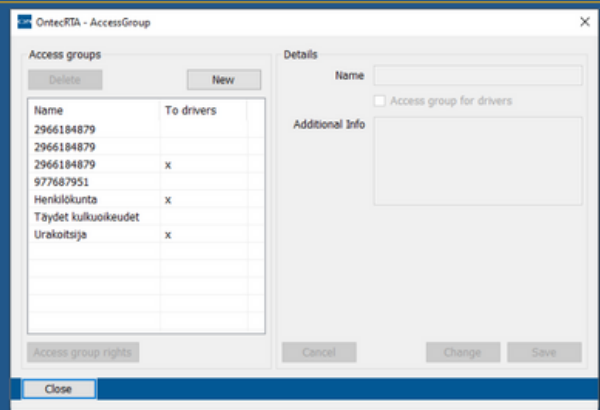 OntecRTA - AccessGroup
Access groups
Delete
New
Name To drivers
2966184879
2966184879
2966184879 x
977687951
Henkilökunta x
Täydet kulkuoikeudet
Urakoitsija x
Access group rights
Details
Name
Access group for drivers
Additional Info
Cancel
Change
Save
Close